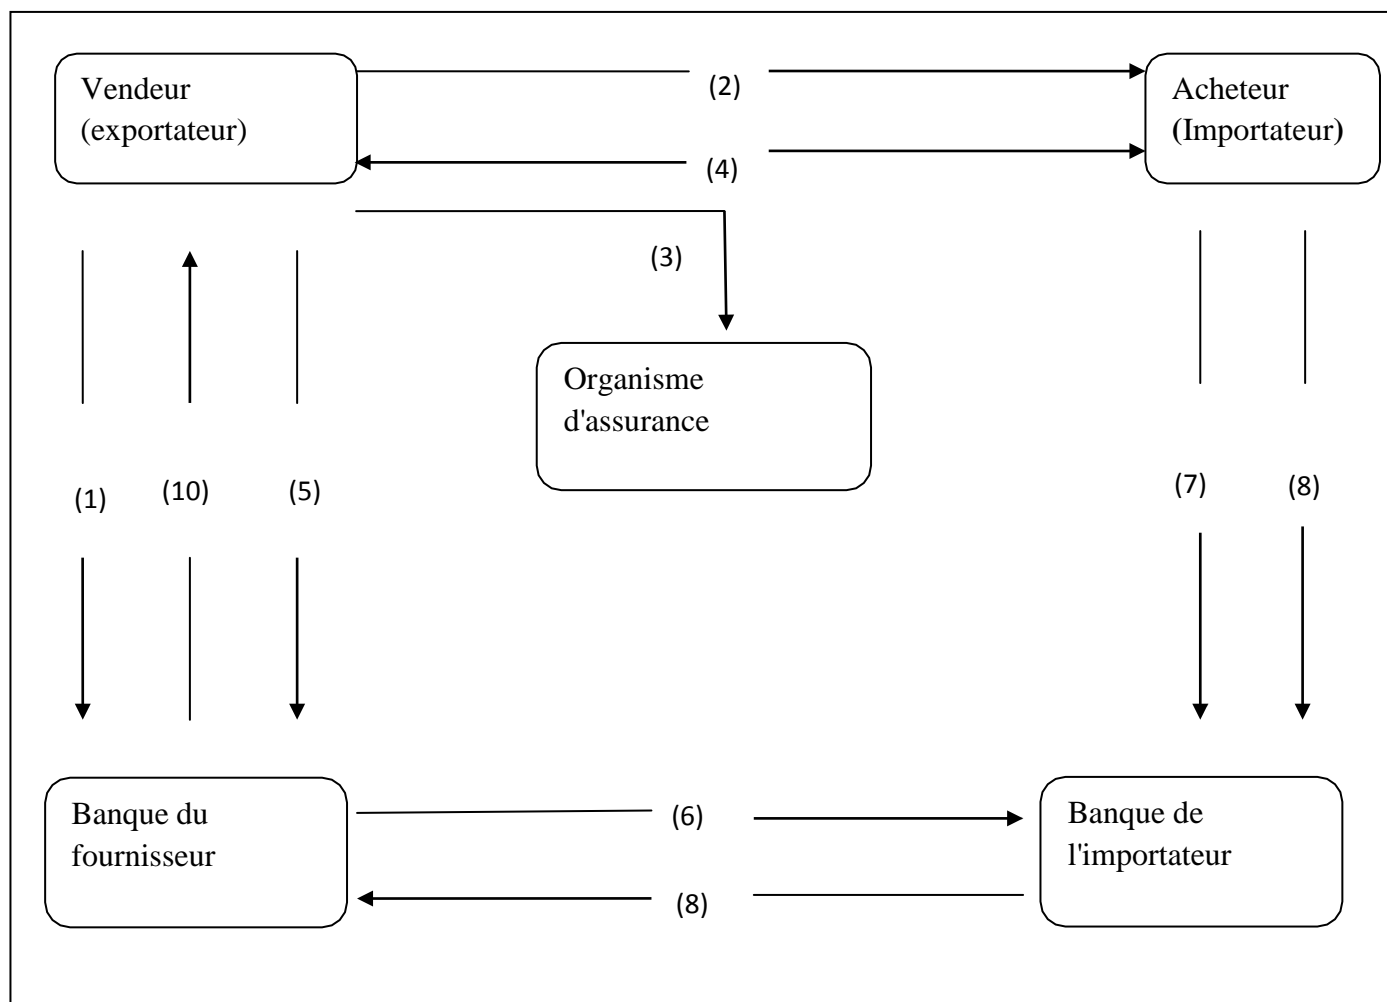 Vendeur
(exportateur)
(2)
Acheteur
(Importateur)
(4)
(3)
Organisme
d'assurance
(1)
(10)
(5)
(7)
(8)
Banque du
fournisseur
(6)
Banque de
l'importateur
(8)